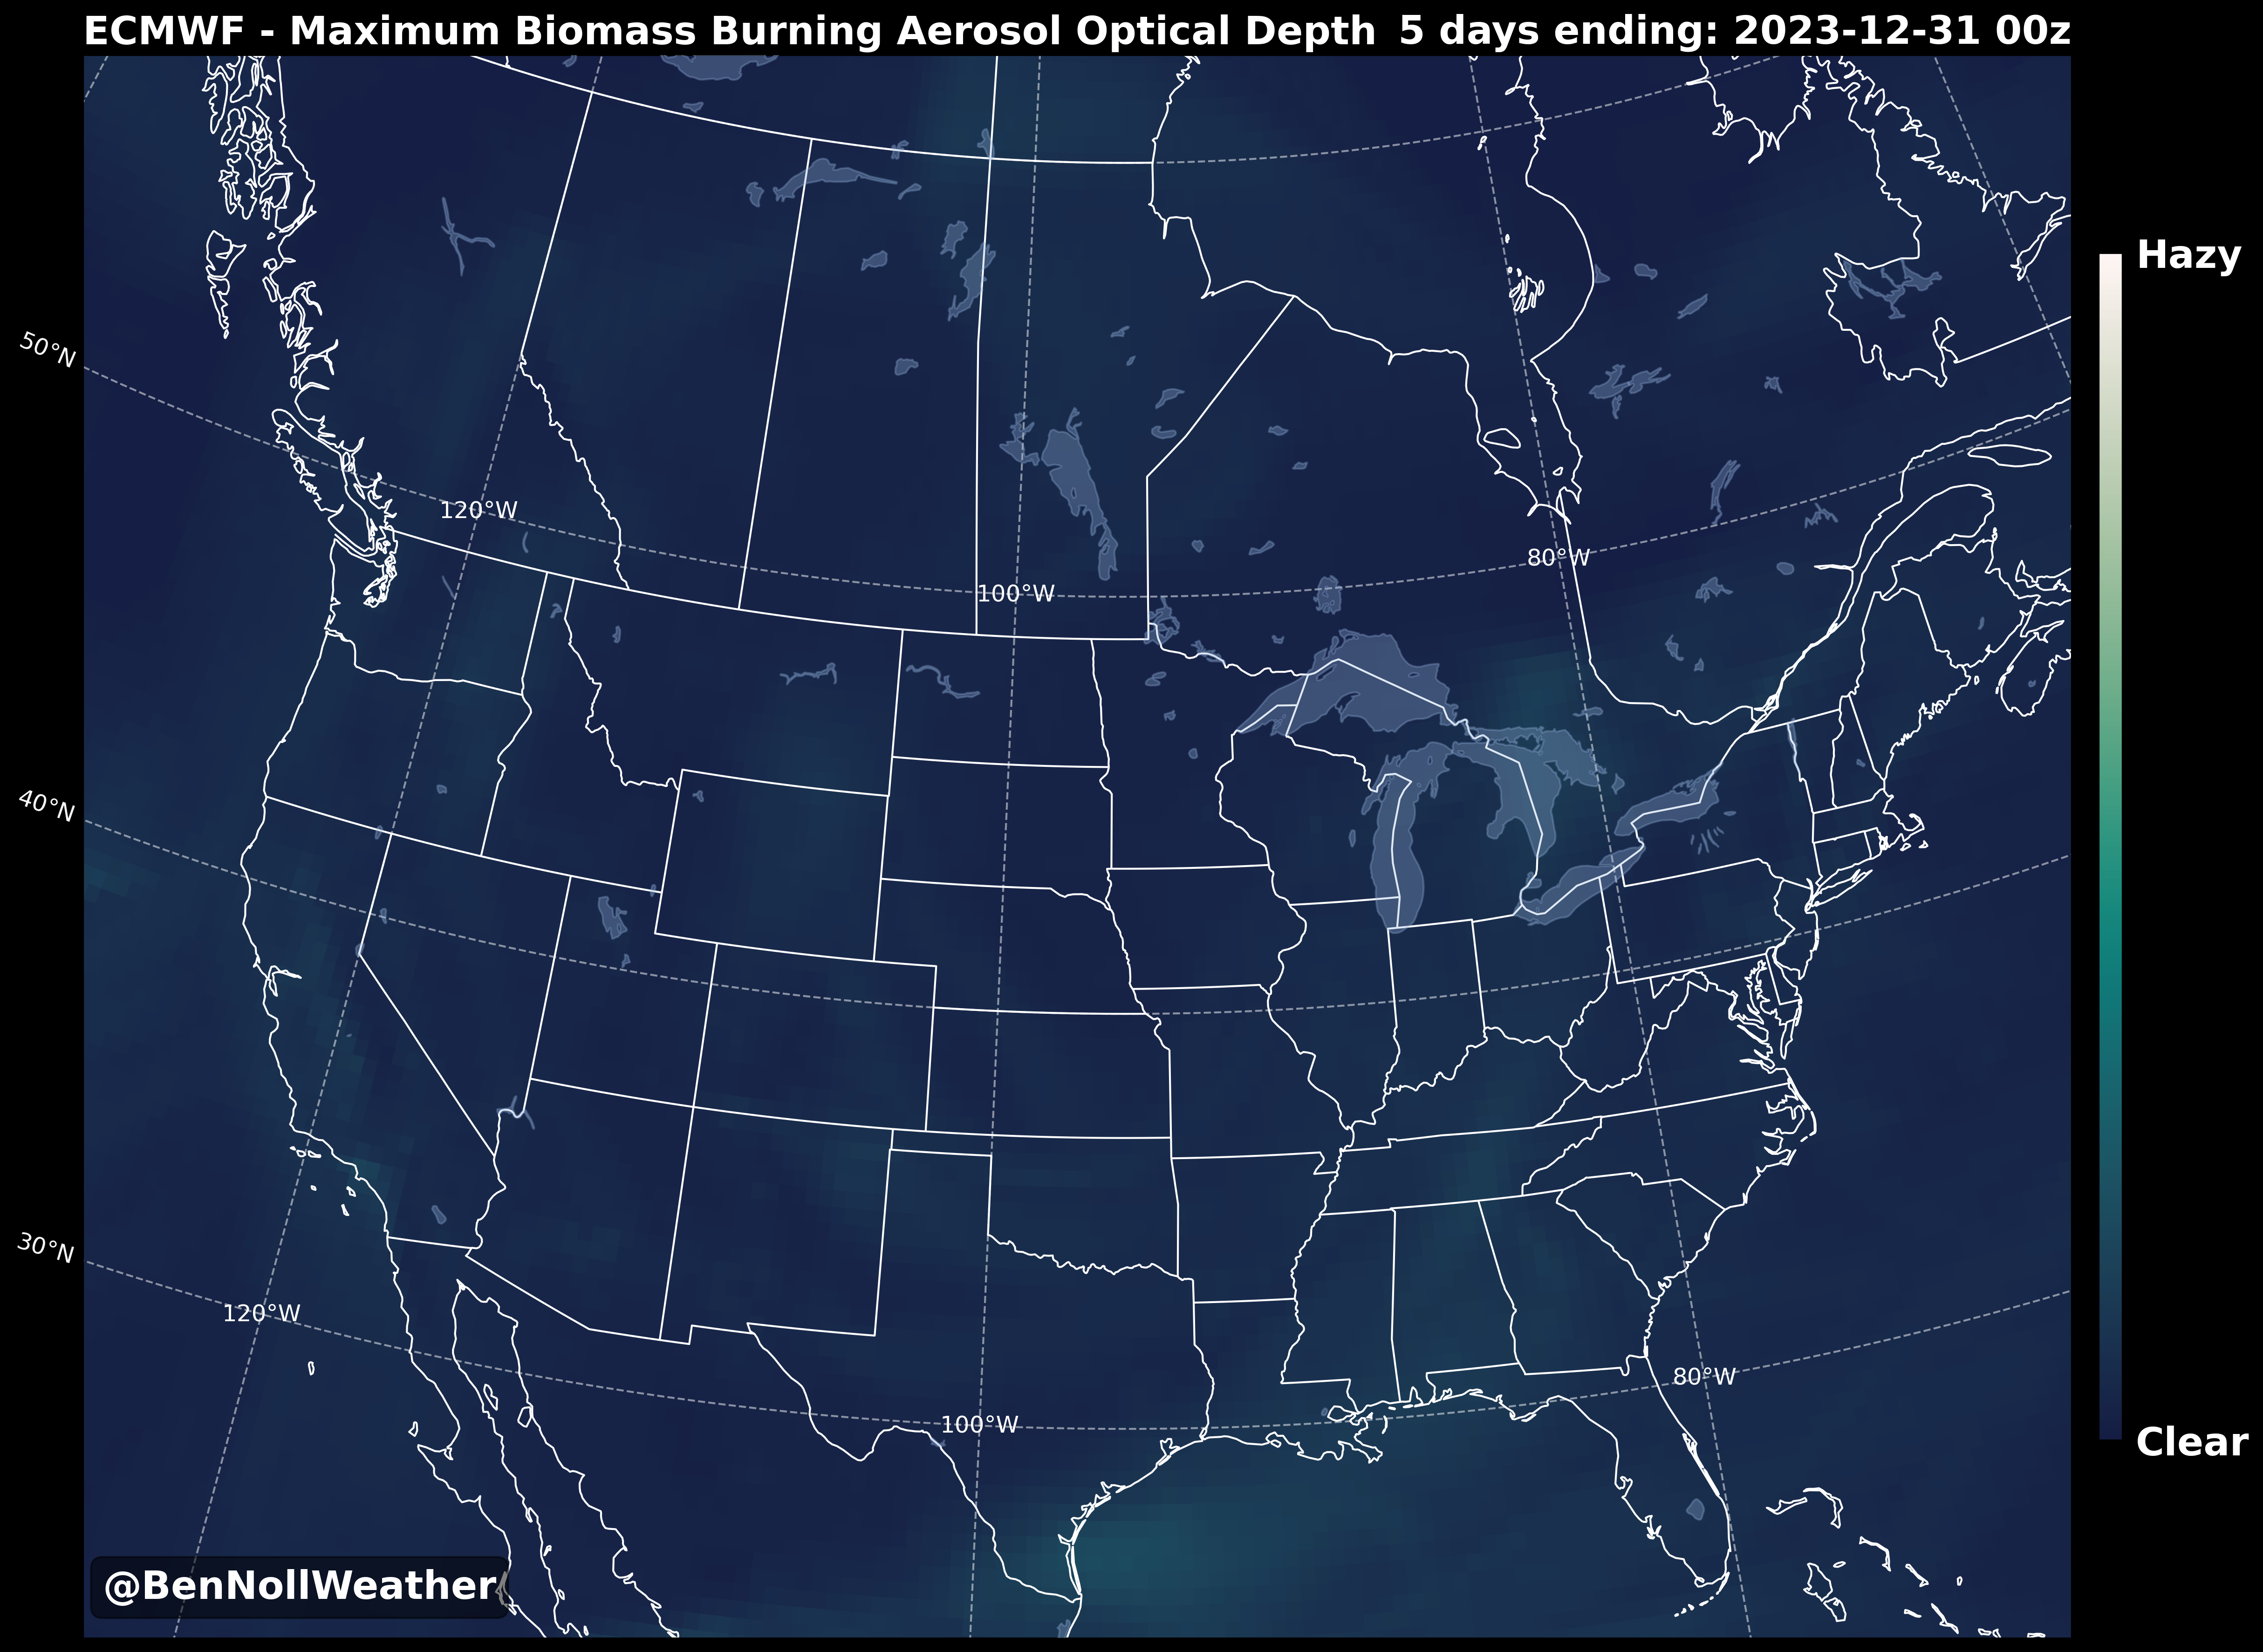 ECMWF - Maximum Biomass Burning Aerosol Optical Depth 5 days ending: 2023-12-31 00z
Hazy
50°N
120°W
80°W
100°W
40°N
30°N
120°W
80°W
100°W
Clear
@BenNollWeather